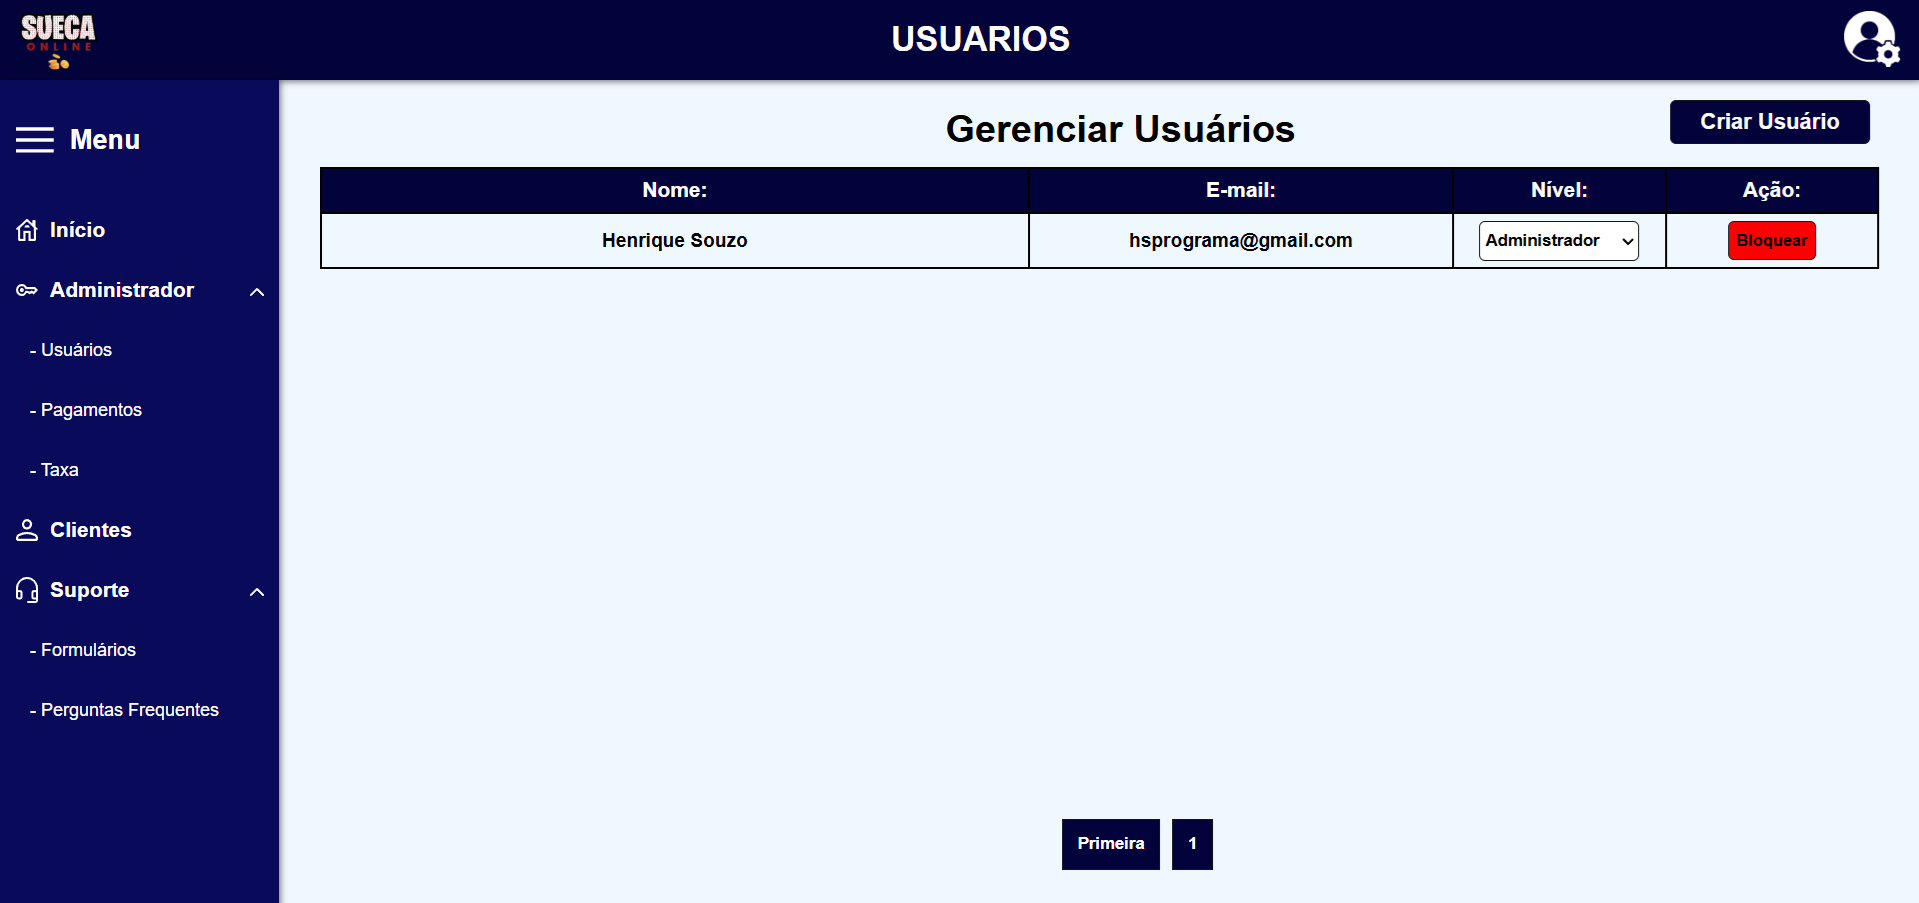 SUECA
ONLINE
USUARIOS
Menu
Início
Administrador
- Usuários
- Pagamentos
- Taxa
Clientes
Suporte
- Formulários
- Perguntas Frequentes
Gerenciar Usuários
Criar Usuário
Nome: E-mail: Nível: Ação:
Henrique Souzo hsprograma@gmail.com Administrador Bloquear
Primeira 1